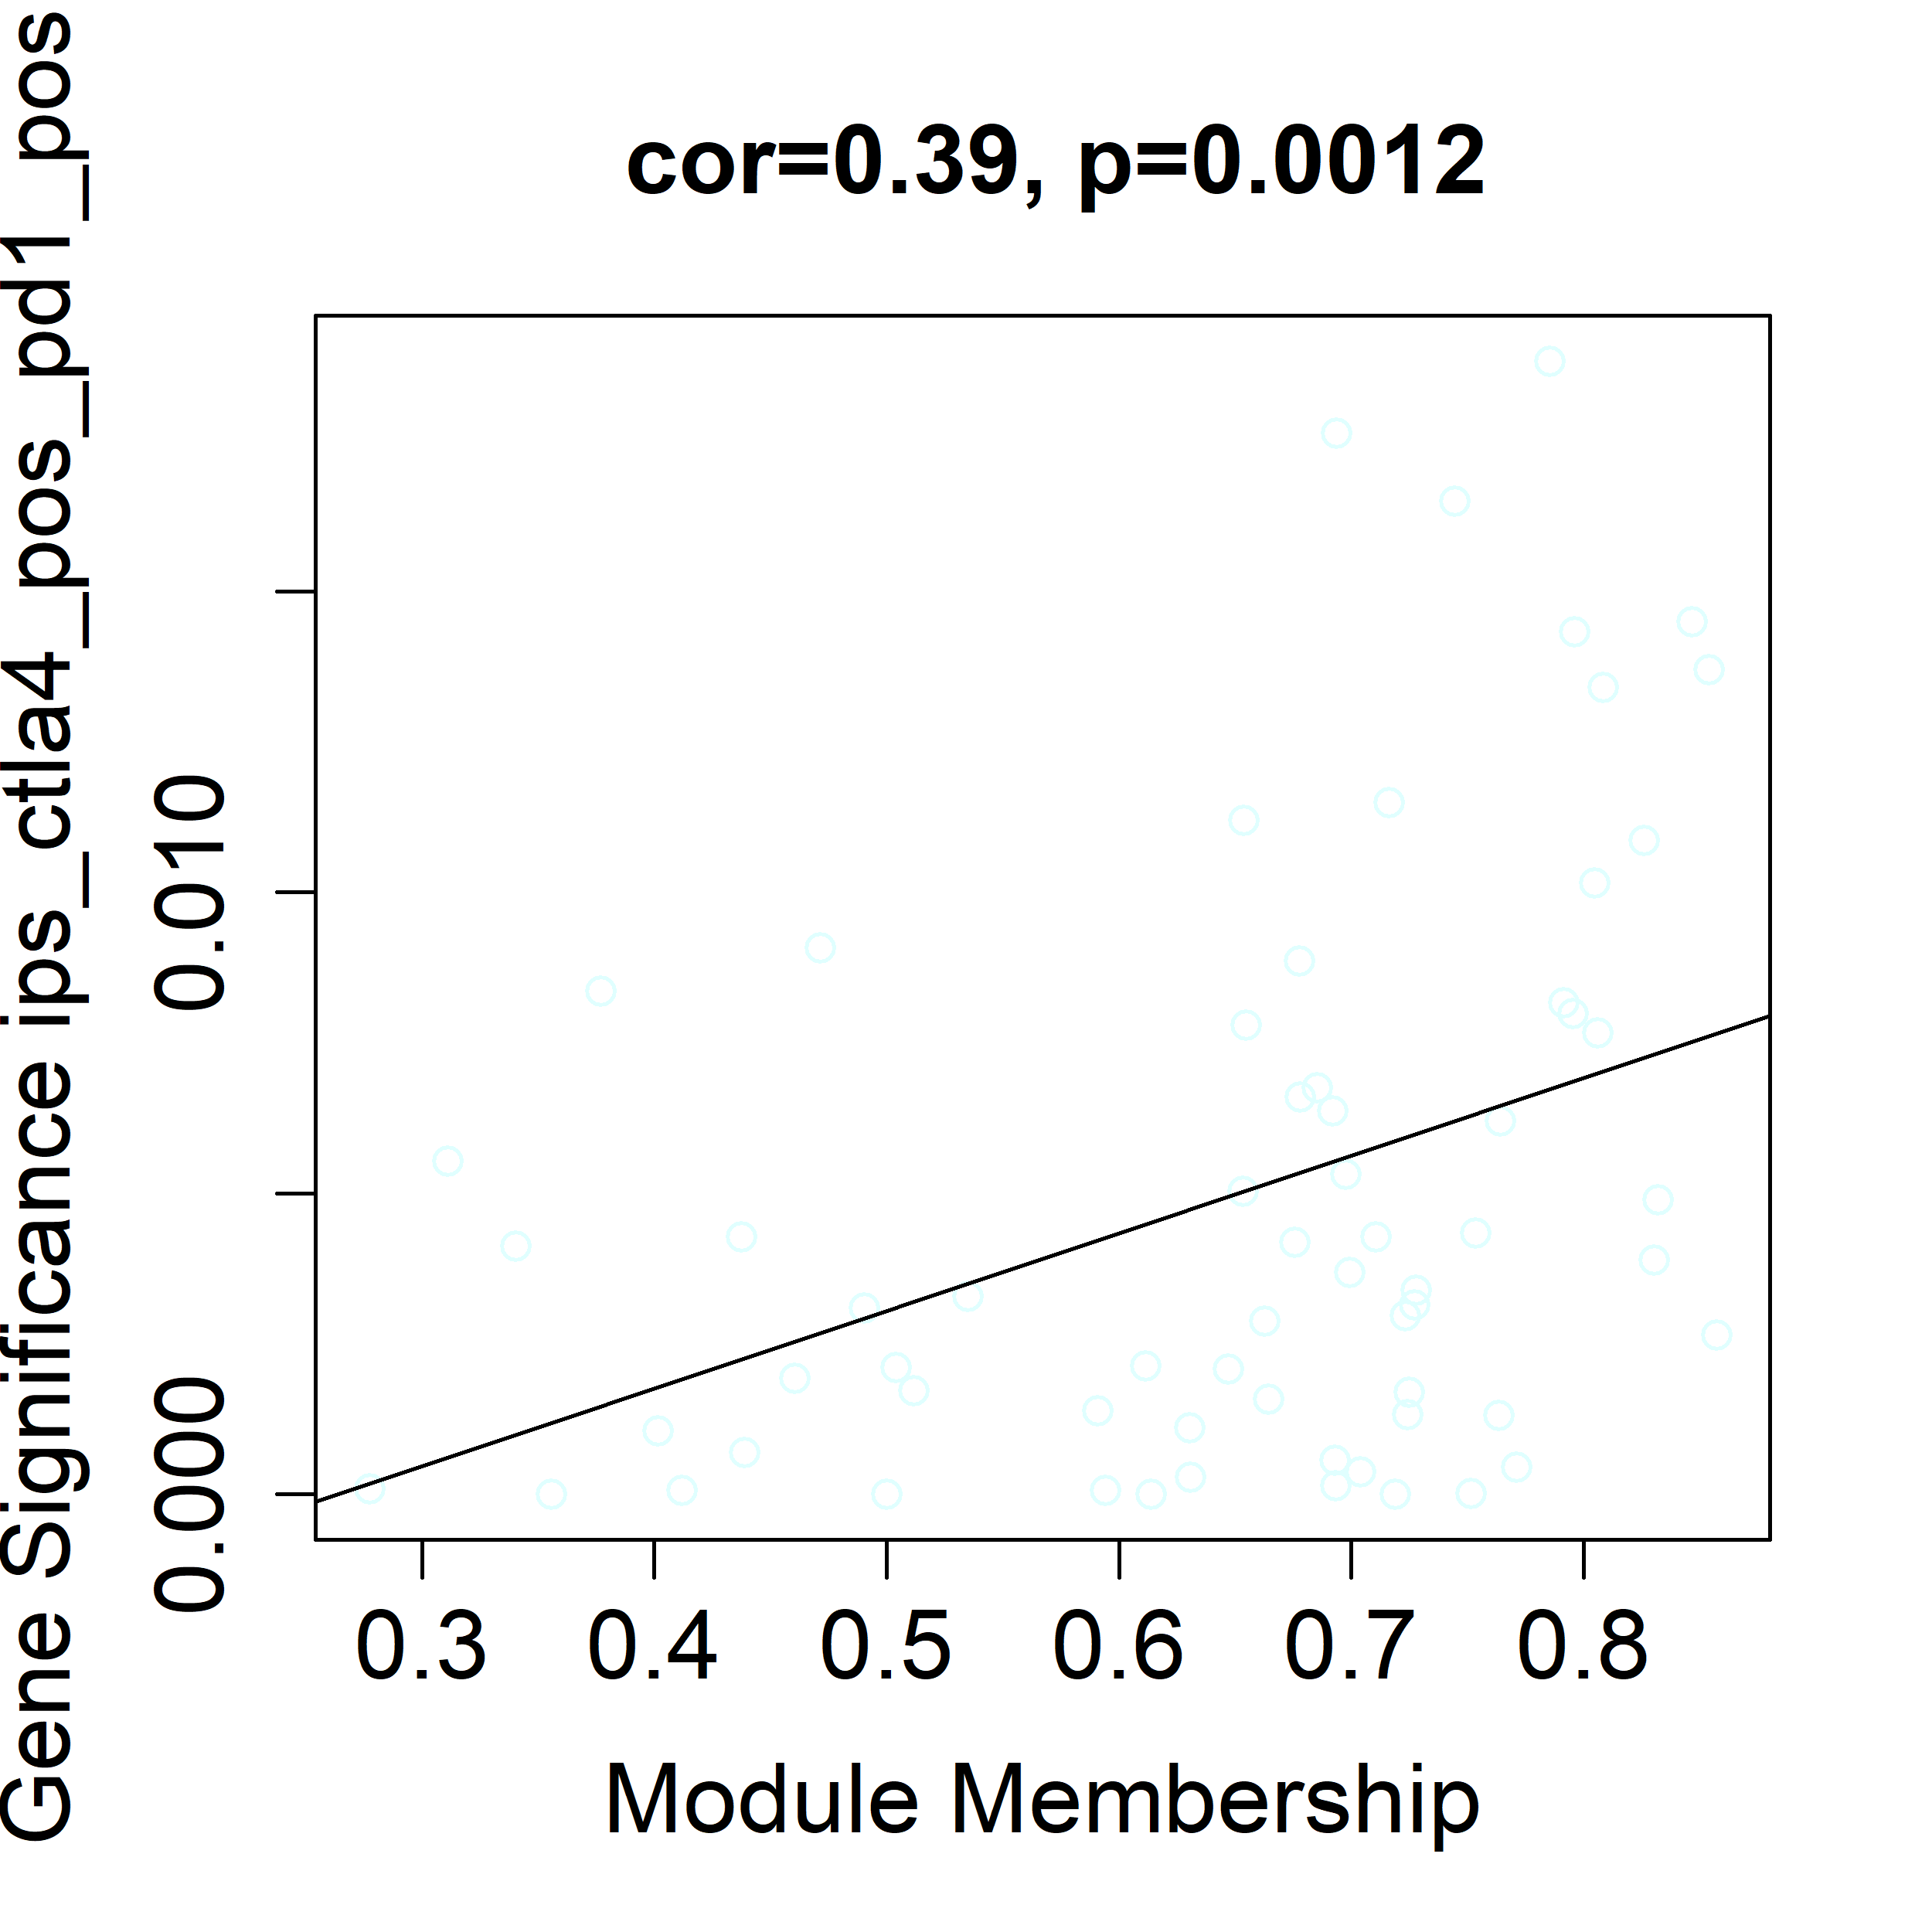 cor=0.39, p=0.0012
Gene Significance ips_ctla4_pos_pd1_pos
0.010
0.000
0.3 0.4 0.5 0.6 0.7 0.8
Module Membership